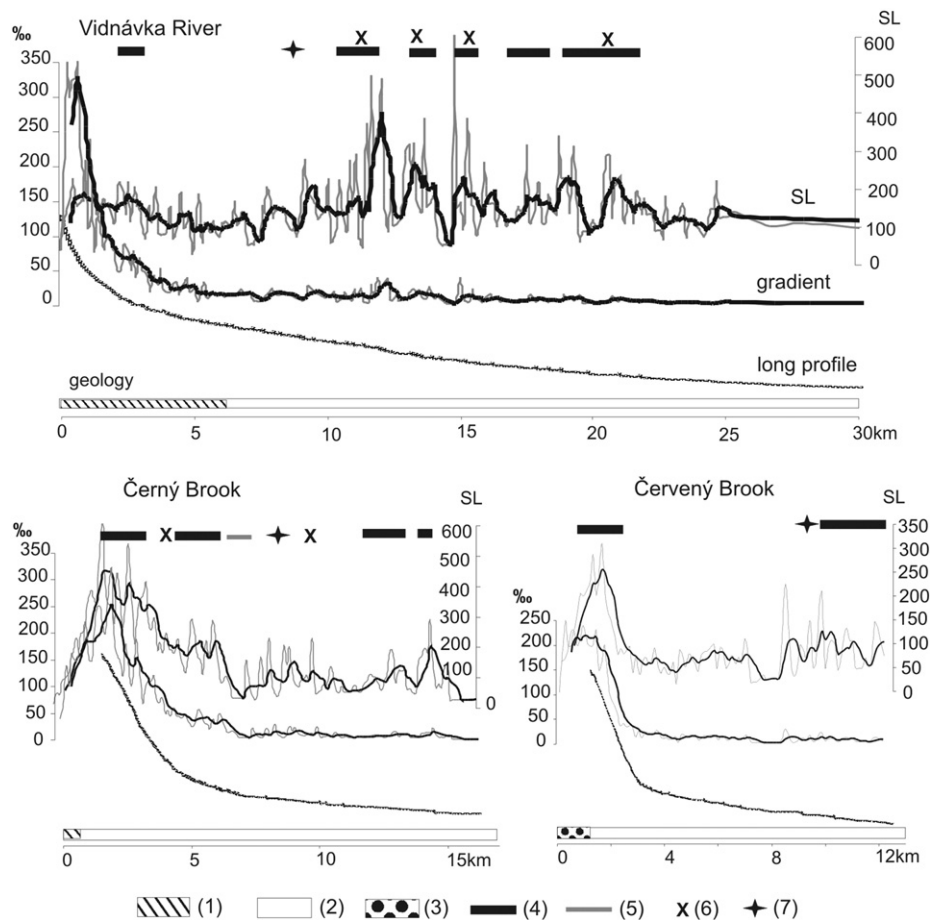 Vidnávka River
SL
‰
X X X X
350 600
300 500
250 400
200 300
150 200
100 100
50 0
0
SL
gradient
long profile
geology
0 5 10 15 20 25 30km
Černý Brook
SL
‰
X X
350 600
300 500
250 400
200 300
150 200
100 100
50 0
0
0 5 10 15km
Červený Brook
SL
‰
350
300
250 250
200 200
150 150
100 100
50 50
0 0
0 4 8 12km
(1) (2) (3) (4) (5) X (6) (7)